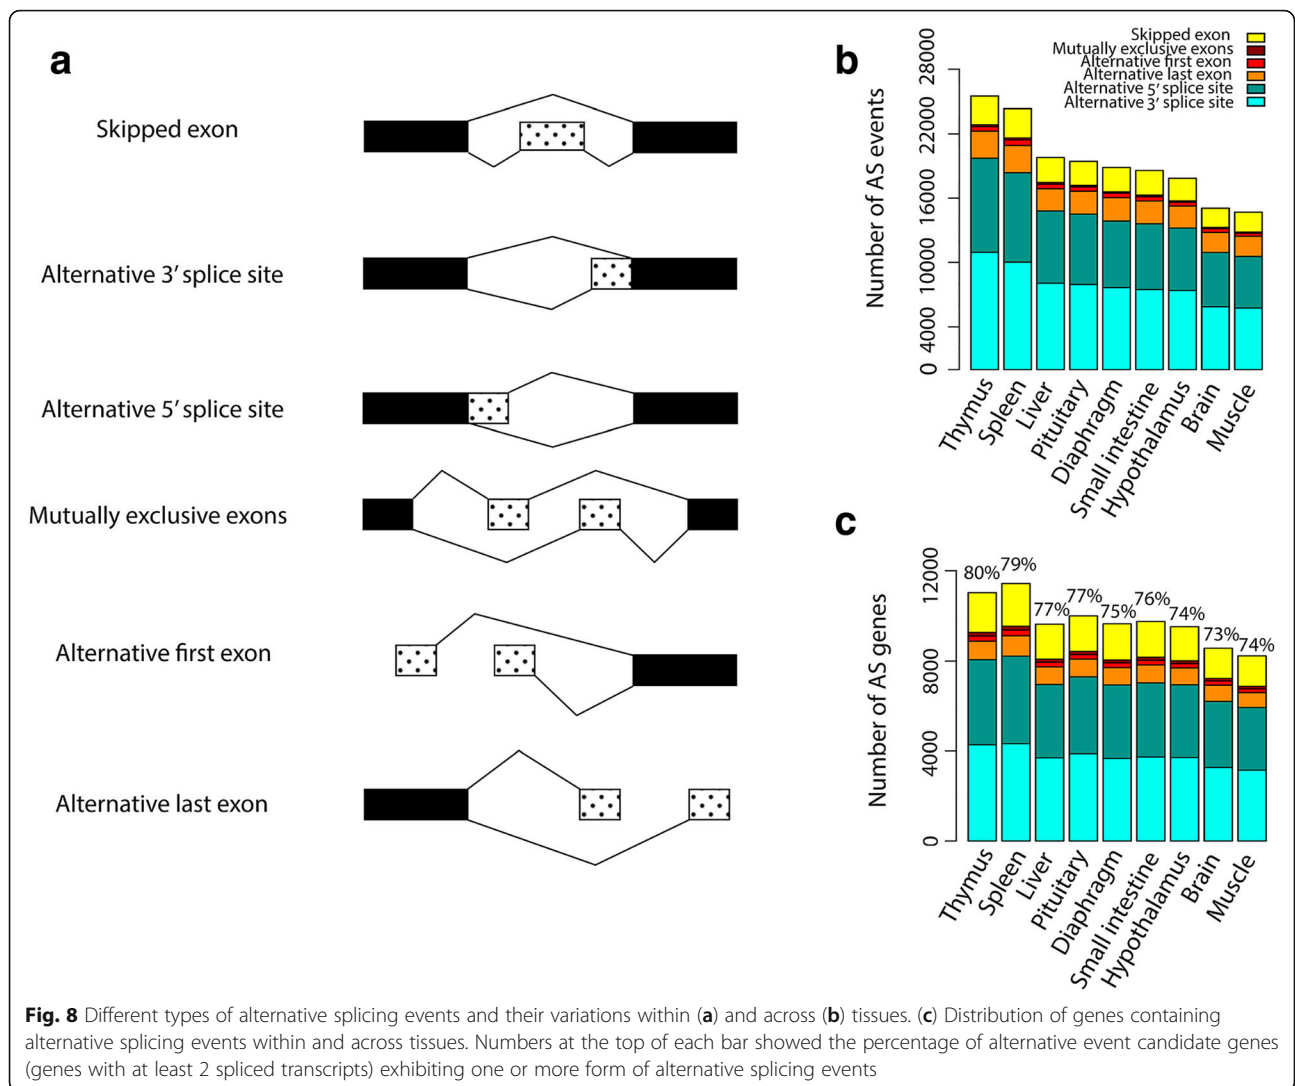 a
Skipped exon
Alternative 3’ splice site
Alternative 5’ splice site
Mutually exclusive exons
Alternative first exon
Alternative last exon
b
Skipped exon
Mutually exclusive exons
Alternative first exon
Alternative last exon
Alternative 5’ splice site
Alternative 3’ splice site
Number of AS events
28000
22000
16000
10000
4000
0
Thymus
Spleen
Liver
Pituitary
Diaphragm
Small intestine
Hypothalamus
Brain
Muscle
c
Number of AS genes
12000
8000
4000
0
80%
79%
77%
77%
75%
76%
74%
73%
74%
Thymus
Spleen
Liver
Pituitary
Diaphragm
Small intestine
Hypothalamus
Brain
Muscle
Fig. 8 Different types of alternative splicing events and their variations within (a) and across (b) tissues. (c) Distribution of genes containing
alternative splicing events within and across tissues. Numbers at the top of each bar showed the percentage of alternative event candidate genes
(genes with at least 2 spliced transcripts) exhibiting one or more form of alternative splicing events